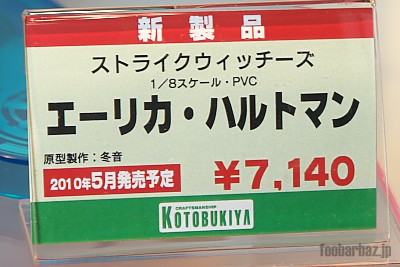 新製品
ストライクウィッチーズ
1/8スケール・PVC
エーリカ・ハルトマン
原型製作：冬音
2010年5月発売予定 ￥7,140
CRAFTSMANSHIP
KOTOBUKIYA
foobarbaz.jp